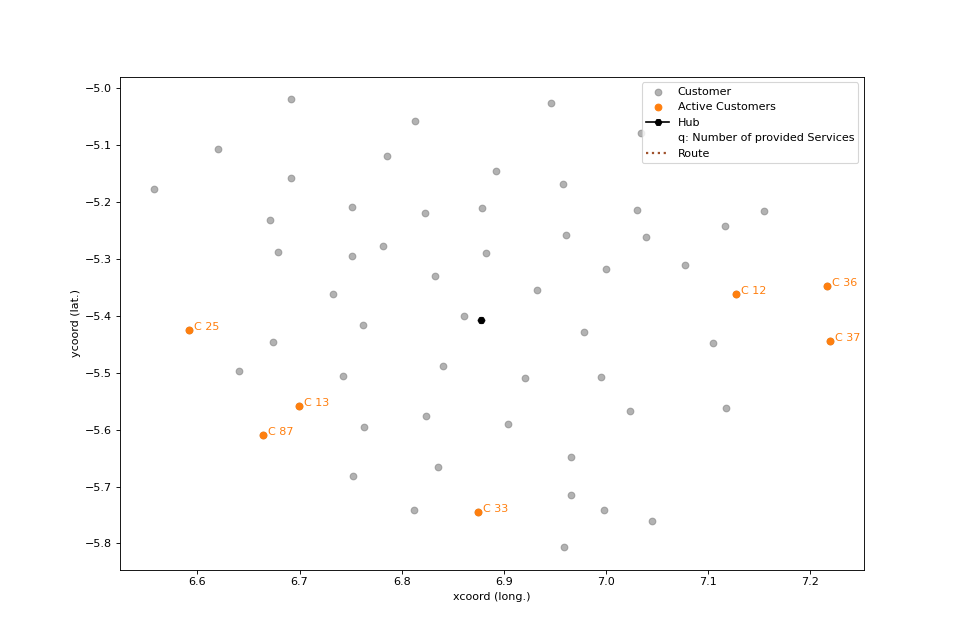 Customer
Active Customers
Hub
q: Number of provided Services
Route
−5.0
−5.1
−5.2
−5.3
−5.4
−5.5
−5.6
−5.7
−5.8
ycoord (lat.)
C 36
C 12
C 25
C 37
C 13
C 87
C 33
6.6 6.7 6.8 6.9 7.0 7.1 7.2
xcoord (long.)